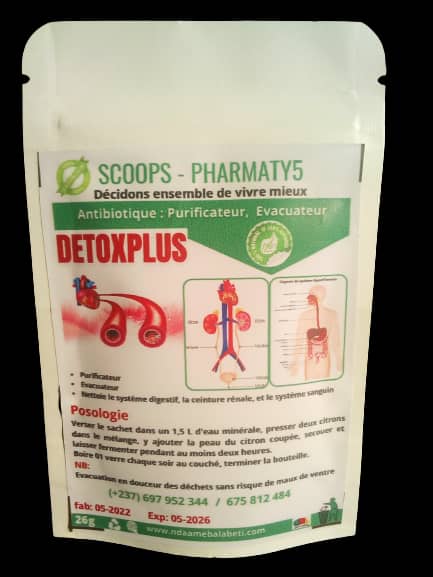 SCOOPS - PHARMATY5
Décidons ensemble de vivre mieux
Antibiotique : Purificateur, Evacuateur
DETOXPLUS
• Purificateur
• Evacuateur
• Nettoie le système digestif, la ceinture rénale, et le système sanguin
Posologie
Verser le sachet dans un 1,5 L d'eau minérale, presser deux citrons
dans le mélange, y ajouter la peau du citron coupée, secouer et
laisser fermenter pendant au moins deux heures.
Boire 01 verre chaque soir au couché, terminer la bouteille.
NB:
Evacuation en douceur des déchets sans risque de maux de ventre
(+237) 697 952 344 / 675 812 484
fab: 05-2022 Exp: 05-2026
26g
www.ndaamebalabeti.com